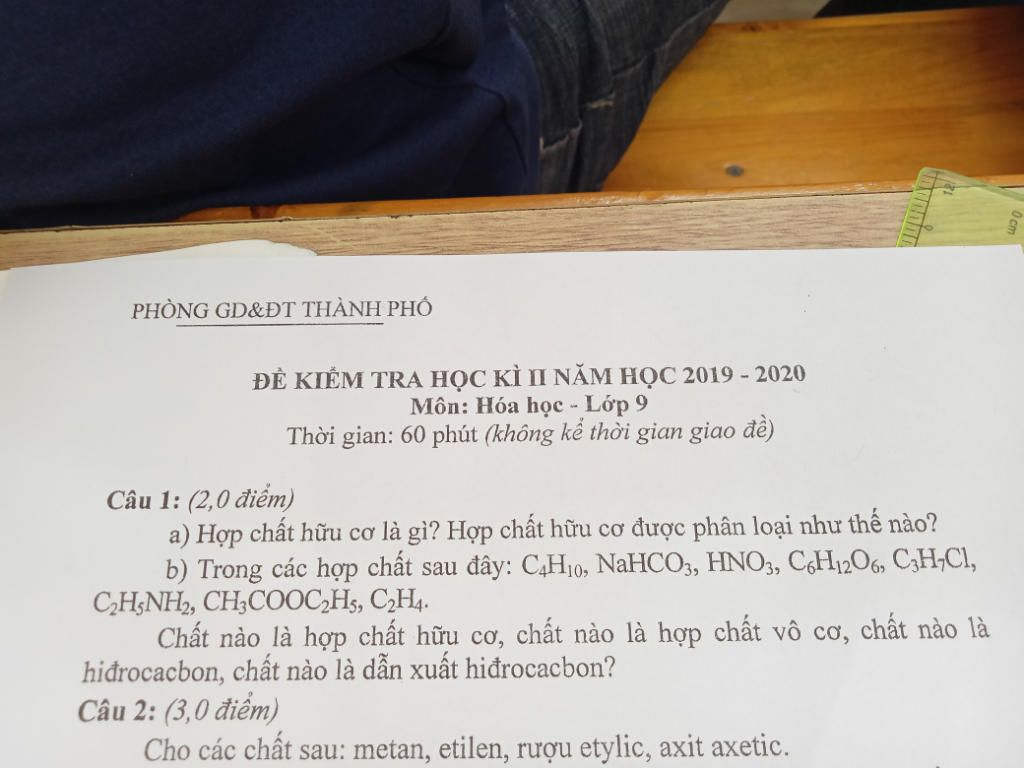 PHÒNG GD&ĐT THÀNH PHỐ
ĐỀ KIỂM TRA HỌC KÌ II NĂM HỌC 2019 - 2020
Môn: Hóa học - Lớp 9
Thời gian: 60 phút (không kể thời gian giao đề)
Câu 1: (2,0 điểm)
a) Hợp chất hữu cơ là gì? Hợp chất hữu cơ được phân loại như thế nào?
b) Trong các hợp chất sau đây: C₄H₁₀, NaHCO₃, HNO₃, C₆H₁₂O₆, C₃H₇Cl,
C₂H₅NH₂, CH₃COOC₂H₅, C₂H₄.
Chất nào là hợp chất hữu cơ, chất nào là hợp chất vô cơ, chất nào là
hiđrocacbon, chất nào là dẫn xuất hiđrocacbon?
Câu 2: (3,0 điểm)
Cho các chất sau: metan, etilen, rượu etylic, axit axetic.
12
0 cm